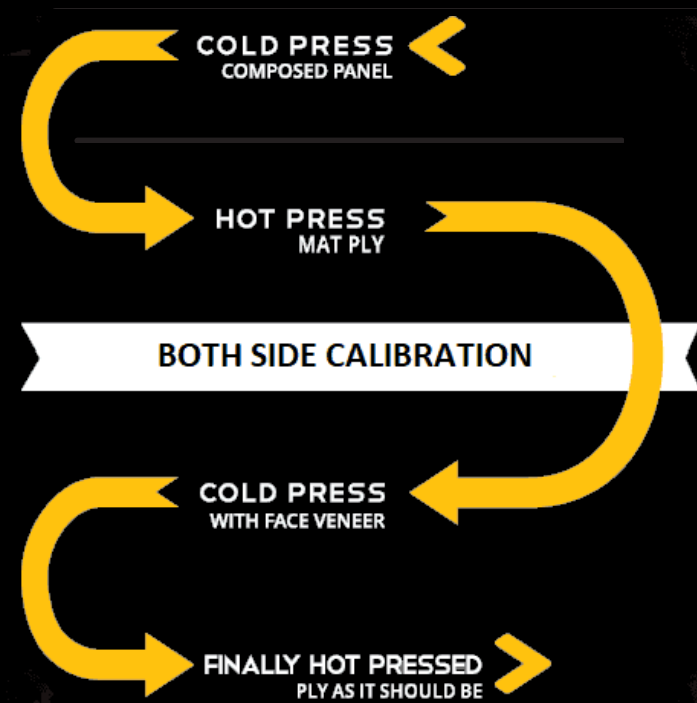 COLD PRESS
COMPOSED PANEL
HOT PRESS
MAT PLY
BOTH SIDE CALIBRATION
COLD PRESS
WITH FACE VENEER
FINALLY HOT PRESSED
PLY AS IT SHOULD BE